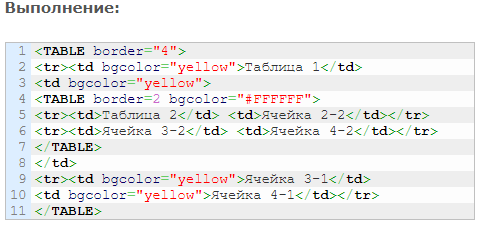 Выполнение:
1 <TABLE border="4">
2 <tr><td bgcolor="yellow">Таблица 1</td>
3 <td bgcolor="yellow">
4 <TABLE border=2 bgcolor="#FFFFFF">
5 <tr><td>Таблица 2</td> <td>Ячейка 2-2</td></tr>
6 <tr><td>Ячейка 3-2</td> <td>Ячейка 4-2</td></tr>
7 </TABLE>
8 </td>
9 <tr><td bgcolor="yellow">Ячейка 3-1</td>
10 <td bgcolor="yellow">Ячейка 4-1</td></tr>
11 </TABLE>